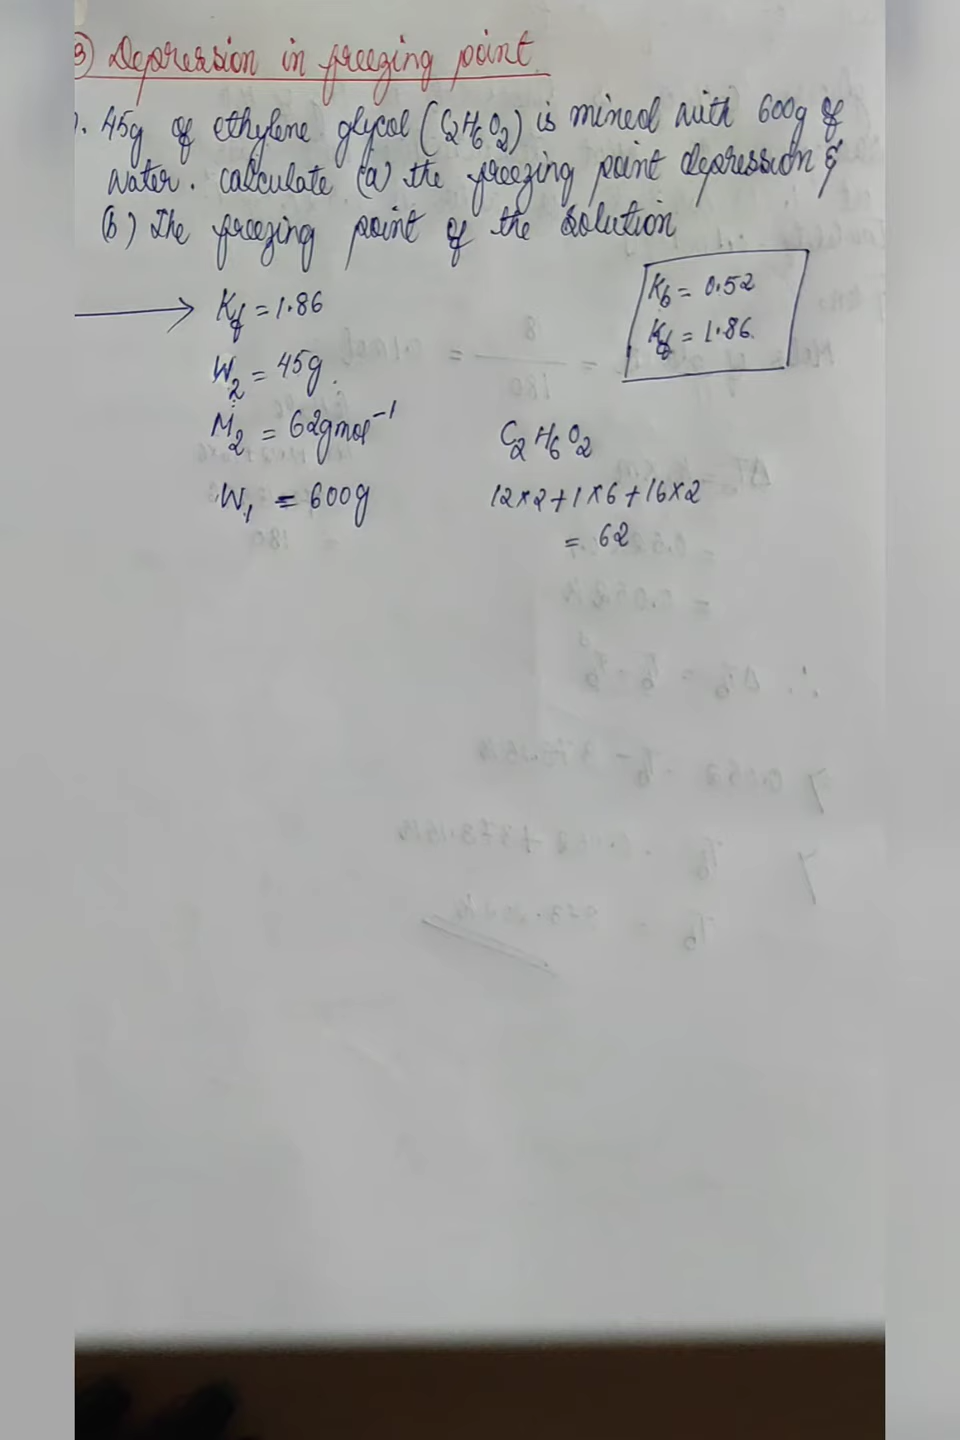 3) Depression in freezing point
1. 45g of ethylene glycol (C2H6O2) is mixed with 600g of
water. calculate (a) the freezing point depression &
(b) The freezing point of the solution
Kb = 0.52
Kf = 1.86
→ Kf = 1.86
W2 = 45g.
M2 = 62gmol⁻¹
W1 = 600g
C2H6O2
12×2+1×6+16×2
= 62